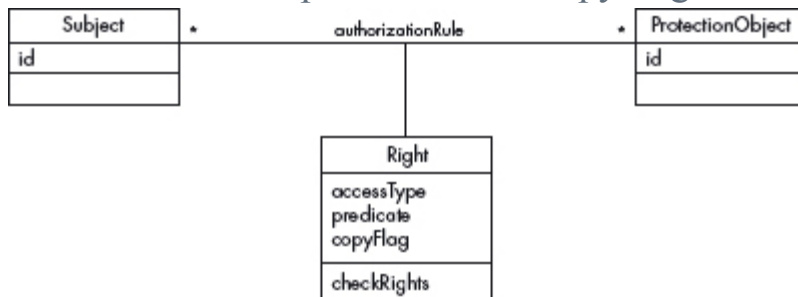 Subject * authorizationRule * ProtectionObject
id id
Right
accessType
predicate
copyFlag
checkRights